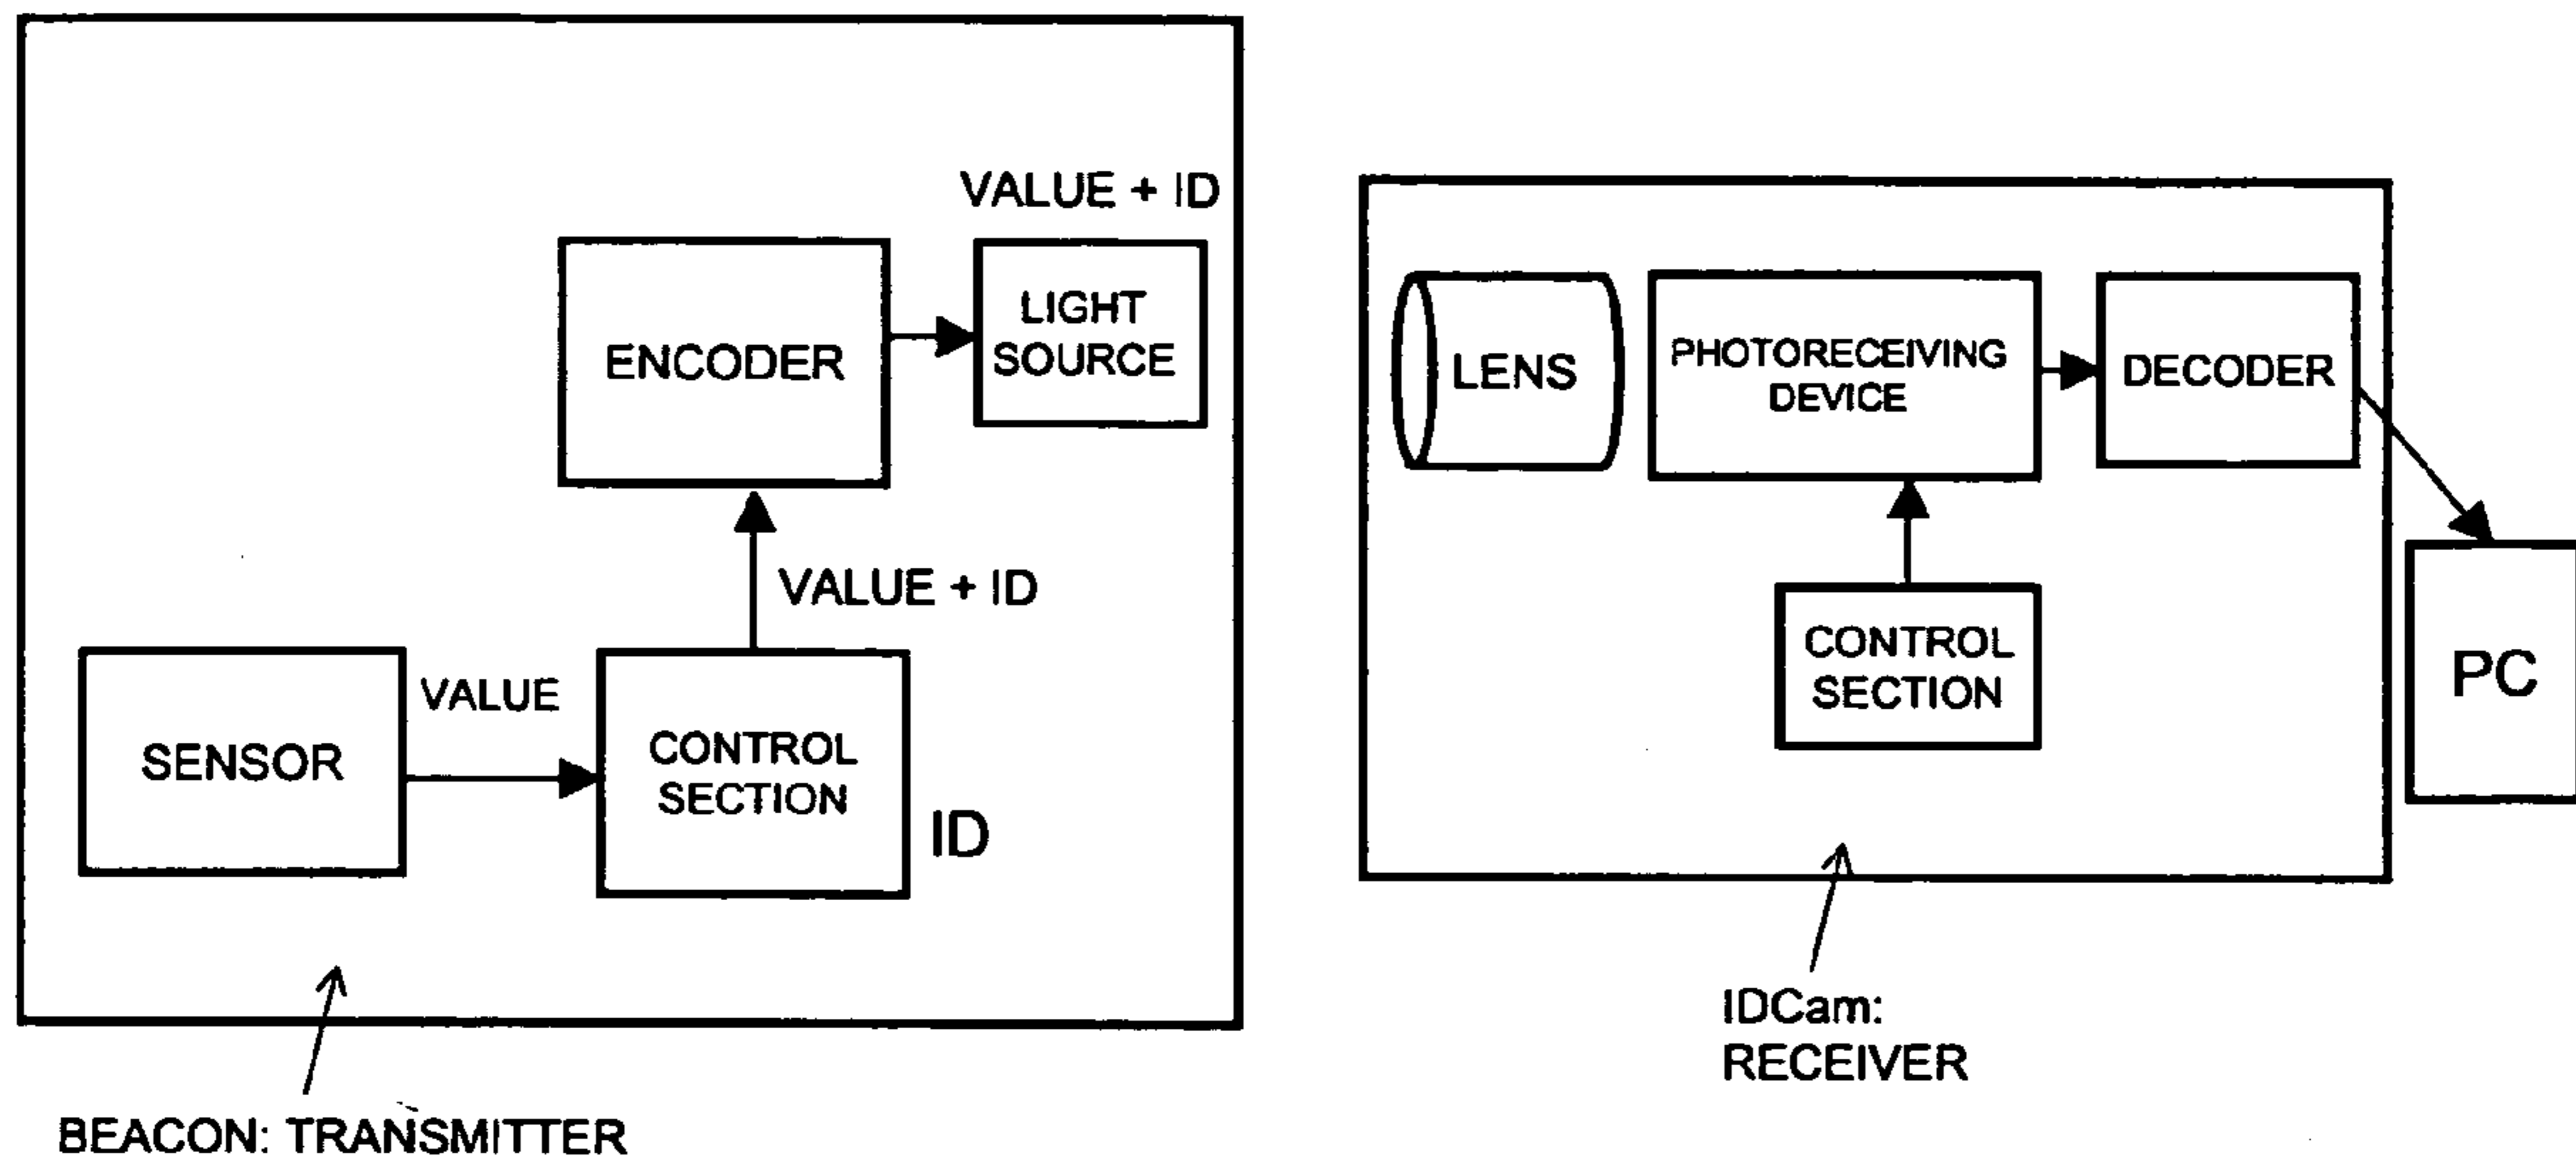 VALUE + ID
ENCODER
LIGHT
SOURCE
VALUE + ID
SENSOR
VALUE
CONTROL
SECTION
ID
BEACON: TRANSMITTER
LENS
PHOTORECEIVING
DEVICE
DECODER
CONTROL
SECTION
PC
IDCam:
RECEIVER